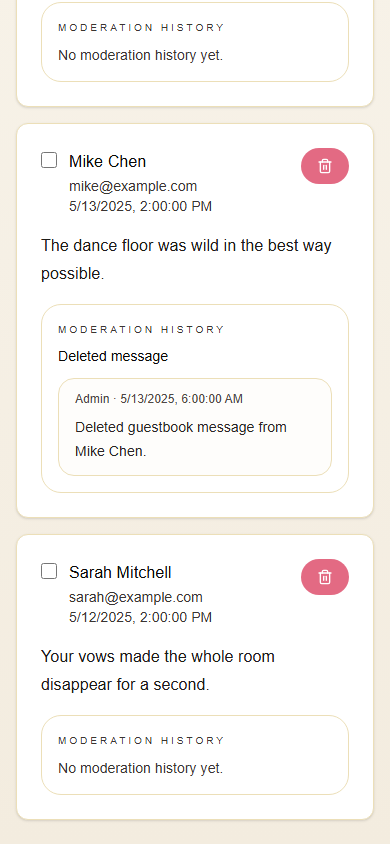 MODERATION HISTORY
No moderation history yet.
Mike Chen
mike@example.com
5/13/2025, 2:00:00 PM
The dance floor was wild in the best way
possible.
MODERATION HISTORY
Deleted message
Admin · 5/13/2025, 6:00:00 AM
Deleted guestbook message from
Mike Chen.
Sarah Mitchell
sarah@example.com
5/12/2025, 2:00:00 PM
Your vows made the whole room
disappear for a second.
MODERATION HISTORY
No moderation history yet.